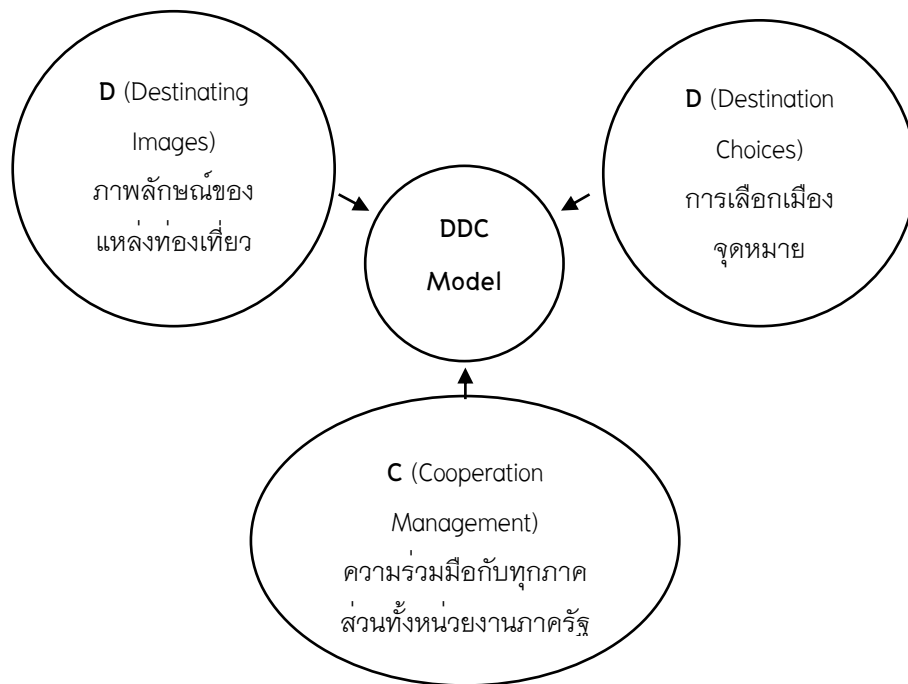 D (Destinating
Images)
ภาพลักษณ์ของ
แหล่งท่องเที่ยว
D (Destination
Choices)
การเลือกเมือง
จุดหมาย
DDC
Model
C (Cooperation
Management)
ความร่วมมือกับทุกภาค
ส่วนทั้งหน่วยงานภาครัฐ